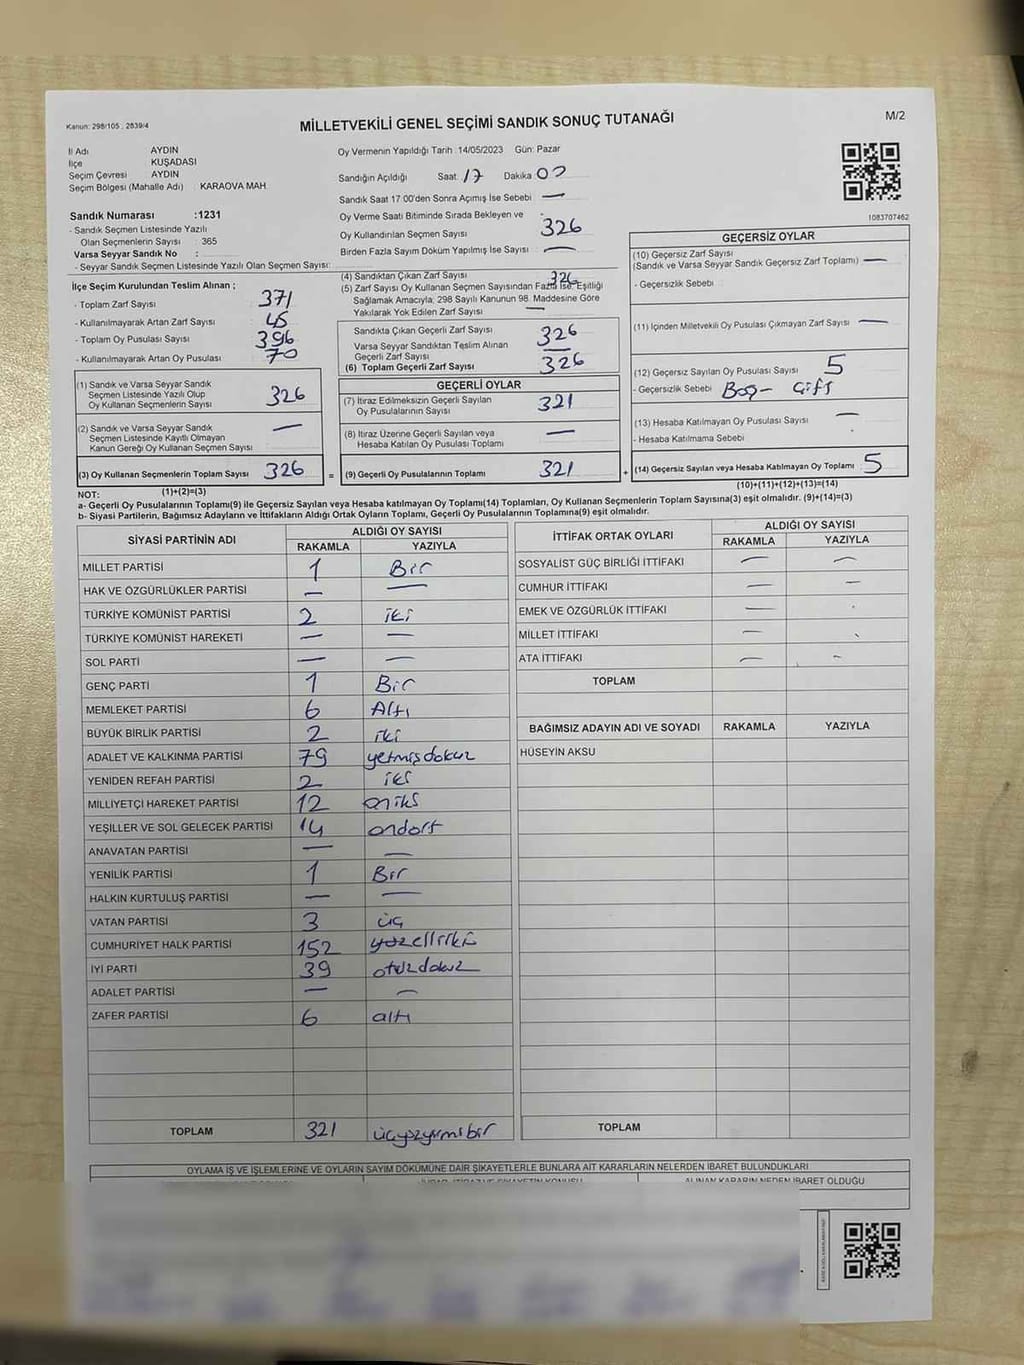 Kanun: 298/105 ; 2839/4
MİLLETVEKİLİ GENEL SEÇİMİ SANDIK SONUÇ TUTANAĞI
M/2
İl Adı AYDIN
İlçe KUŞADASI
Seçim Çevresi AYDIN
Seçim Bölgesi (Mahalle Adı) KARAOVA MAH.
Sandık Numarası :1231
- Sandık Seçmen Listesinde Yazılı
Olan Seçmenlerin Sayısı : 365
Varsa Seyyar Sandık No :
- Seyyar Sandık Seçmen Listesinde Yazılı Olan Seçmen Sayısı:
İlçe Seçim Kurulundan Teslim Alınan ;
- Toplam Zarf Sayısı 371
- Kullanılmayarak Artan Zarf Sayısı 45
- Toplam Oy Pusulası Sayısı 396
- Kullanılmayarak Artan Oy Pusulası 70
(1) Sandık ve Varsa Seyyar Sandık
Seçmen Listesinde Yazılı Olup
Oy Kullanan Seçmenlerin Sayısı 326
(2) Sandık ve Varsa Seyyar Sandık
Seçmen Listesinde Kayıtlı Olmayan
Kanun Gereği Oy Kullanan Seçmen Sayısı —
(3) Oy Kullanan Seçmenlerin Toplam Sayısı 326 =
Oy Vermenin Yapıldığı Tarih :14/05/2023 Gün: Pazar
Sandığın Açıldığı Saat: 17 Dakika 00
Sandık Saat 17:00'den Sonra Açımış İse Sebebi —
Oy Verme Saati Bitiminde Sırada Bekleyen ve
Oy Kullandırılan Seçmen Sayısı 326
Birden Fazla Sayım Döküm Yapılmış İse Sayısı —
(4) Sandıktan Çıkan Zarf Sayısı 326
(5) Zarf Sayısı Oy Kullanan Seçmen Sayısından Fazla İse, Eşitliği
Sağlamak Amacıyla; 298 Sayılı Kanunun 98. Maddesine Göre
Yakılarak Yok Edilen Zarf Sayısı —
Sandıkta Çıkan Geçerli Zarf Sayısı 326
Varsa Seyyar Sandıktan Teslim Alınan
Geçerli Zarf Sayısı —
(6) Toplam Geçerli Zarf Sayısı 326
GEÇERLİ OYLAR
(7) İtiraz Edilmeksizin Geçerli Sayılan
Oy Pusulalarının Sayısı 321
(8) İtiraz Üzerine Geçerli Sayılan veya
Hesaba Katılan Oy Pusulası Toplamı —
(9) Geçerli Oy Pusulalarının Toplamı 321 +
1083707462
GEÇERSİZ OYLAR
(10) Geçersiz Zarf Sayısı
(Sandık ve Varsa Seyyar Sandık Geçersiz Zarf Toplamı) —
- Geçersizlik Sebebi
(11) İçinden Milletvekili Oy Pusulası Çıkmayan Zarf Sayısı —
(12) Geçersiz Sayılan Oy Pusulası Sayısı 5
- Geçersizlik Sebebi Boş - Çift
(13) Hesaba Katılmayan Oy Pusulası Sayısı —
- Hesaba Katılmama Sebebi
(14) Geçersiz Sayılan veya Hesaba Katılmayan Oy Toplamı 5
NOT: (1)+(2)=(3) (10)+(11)+(12)+(13)=(14)
a- Geçerli Oy Pusulalarının Toplamı(9) ile Geçersiz Sayılan veya Hesaba katılmayan Oy Toplamı(14) Toplamları, Oy Kullanan Seçmenlerin Toplam Sayısına(3) eşit olmalıdır. (9)+(14)=(3)
b- Siyasi Partilerin, Bağımsız Adayların ve İttifakların Aldığı Ortak Oyların Toplamı, Geçerli Oy Pusulalarının Toplamına(9) eşit olmalıdır.
SİYASİ PARTİNİN ADI ALDIĞI OY SAYISI
RAKAMLA YAZIYLA
MİLLET PARTİSİ 1 Bir
HAK VE ÖZGÜRLÜKLER PARTİSİ — —
TÜRKİYE KOMÜNİST PARTİSİ 2 iki
TÜRKİYE KOMÜNİST HAREKETİ — —
SOL PARTİ — —
GENÇ PARTİ 1 Bir
MEMLEKET PARTİSİ 6 Altı
BÜYÜK BİRLİK PARTİSİ 2 iki
ADALET VE KALKINMA PARTİSİ 79 yetmişdokuz
YENİDEN REFAH PARTİSİ 2 iki
MİLLİYETÇİ HAREKET PARTİSİ 12 oniki
YEŞİLLER VE SOL GELECEK PARTİSİ 14 ondört
ANAVATAN PARTİSİ — —
YENİLİK PARTİSİ 1 Bir
HALKIN KURTULUŞ PARTİSİ — —
VATAN PARTİSİ 3 üç
CUMHURİYET HALK PARTİSİ 152 yüzelliiki
İYİ PARTİ 39 otuzdokuz
ADALET PARTİSİ — —
ZAFER PARTİSİ 6 altı
TOPLAM 321 üçyüzyirmibir
İTTİFAK ORTAK OYLARI ALDIĞI OY SAYISI
RAKAMLA YAZIYLA
SOSYALİST GÜÇ BİRLİĞİ İTTİFAKI — —
CUMHUR İTTİFAKI — —
EMEK VE ÖZGÜRLÜK İTTİFAKI —
MİLLET İTTİFAKI —
ATA İTTİFAKI — -
TOPLAM
BAĞIMSIZ ADAYIN ADI VE SOYADI RAKAMLA YAZIYLA
HÜSEYİN AKSU
TOPLAM
OYLAMA İŞ VE İŞLEMLERİNE VE OYLARIN SAYIM DÖKÜMÜNE DAİR ŞİKAYETLERLE BUNLARA AİT KARARLARIN NELERDEN İBARET BULUNDUKLARI
ALINAN KARARIN NEDEN İBARET OLDUĞU